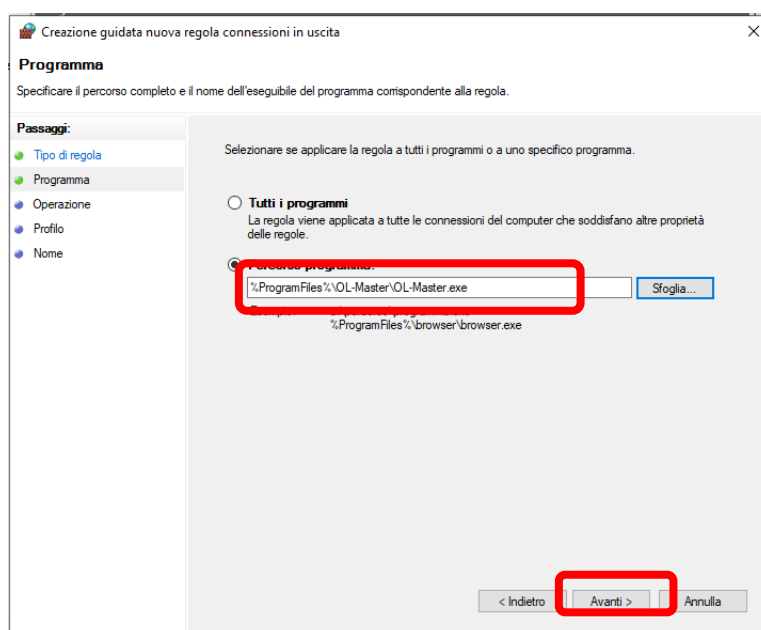 Creazione guidata nuova regola connessioni in uscita
Programma
Specificare il percorso completo e il nome dell'eseguibile del programma corrispondente alla regola.
Passaggi:
Tipo di regola
Programma
Operazione
Profilo
Nome
Selezionare se applicare la regola a tutti i programmi o a uno specifico programma.
Tutti i programmi
La regola viene applicata a tutte le connessioni del computer che soddisfano altre proprietà
delle regole.
Percorso programma:
%ProgramFiles%\OL-Master\OL-Master.exe
Sfoglia...
%ProgramFiles%\browser\browser.exe
< Indietro
Avanti >
Annulla